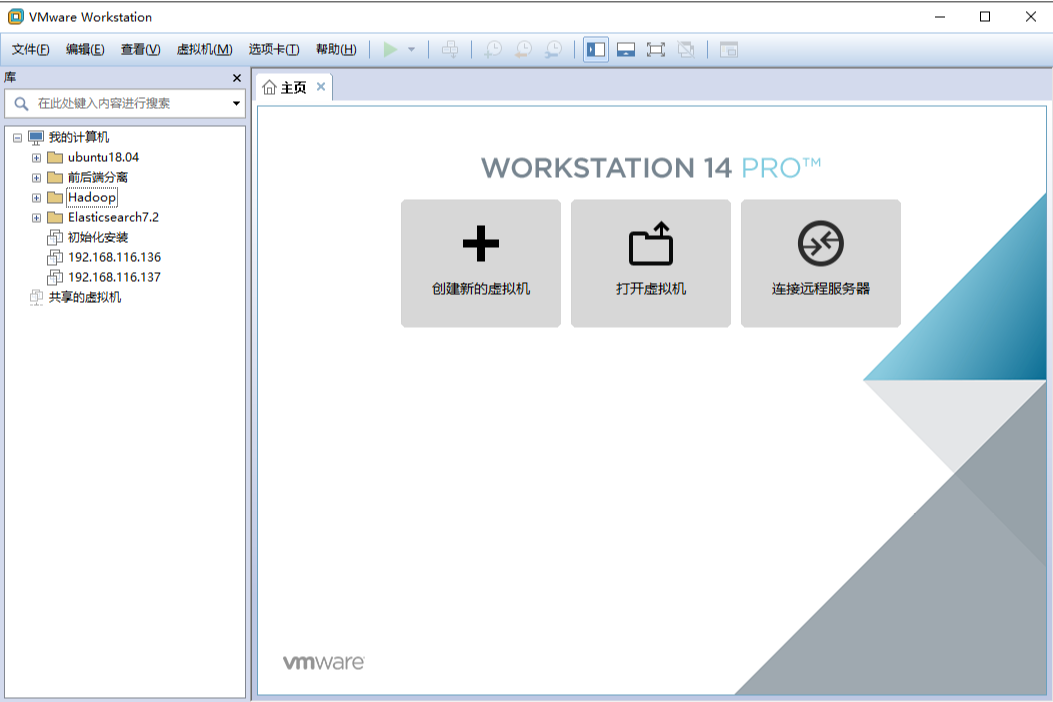 VMware Workstation
文件(F) 编辑(E) 查看(V) 虚拟机(M) 选项卡(T) 帮助(H)
库
在此处键入内容进行搜索
我的计算机
ubuntu18.04
前后端分离
Hadoop
Elasticsearch7.2
初始化安装
192.168.116.136
192.168.116.137
共享的虚拟机
主页
WORKSTATION 14 PRO™
创建新的虚拟机
打开虚拟机
连接远程服务器
vmware